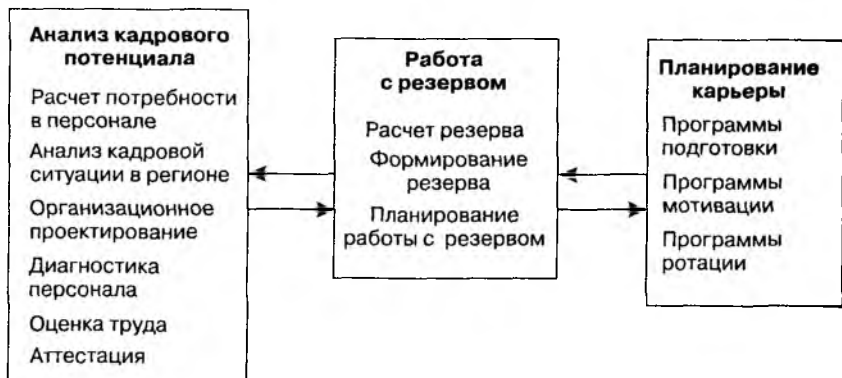 Анализ кадрового
потенциала
Расчет потребности
в персонале
Анализ кадровой
ситуации в регионе
Организационное
проектирование
Диагностика
персонала
Оценка труда
Аттестация
Работа
с резервом
Расчет резерва
Формирование
резерва
Планирование
работы с резервом
Планирование
карьеры
Программы
подготовки
Программы
мотивации
Программы
ротации